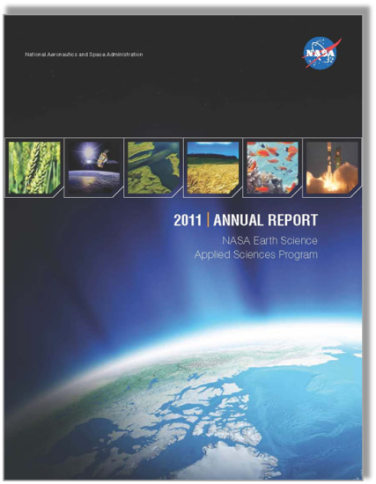 National Aeronautics and Space Administration
NASA
2011 | ANNUAL REPORT
NASA Earth Science
Applied Sciences Program